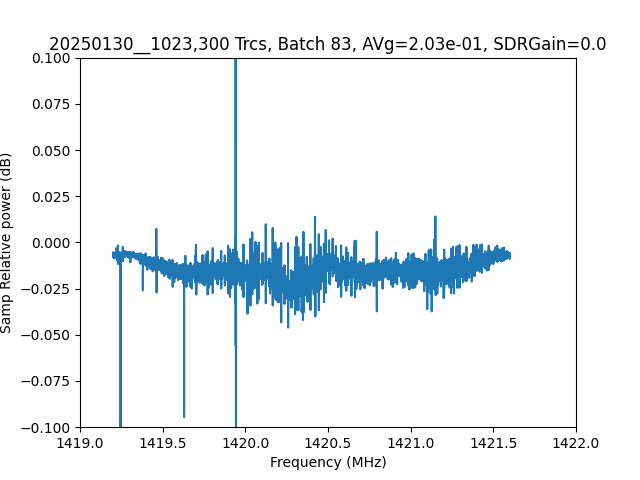 20250130__1023,300 Trcs, Batch 83, AVg=2.03e-01, SDRGain=0.0
0.100
0.075
0.050
0.025
0.000
−0.025
−0.050
−0.075
−0.100
Samp Relative power (dB)
1419.0 1419.5 1420.0 1420.5 1421.0 1421.5 1422.0
Frequency (MHz)